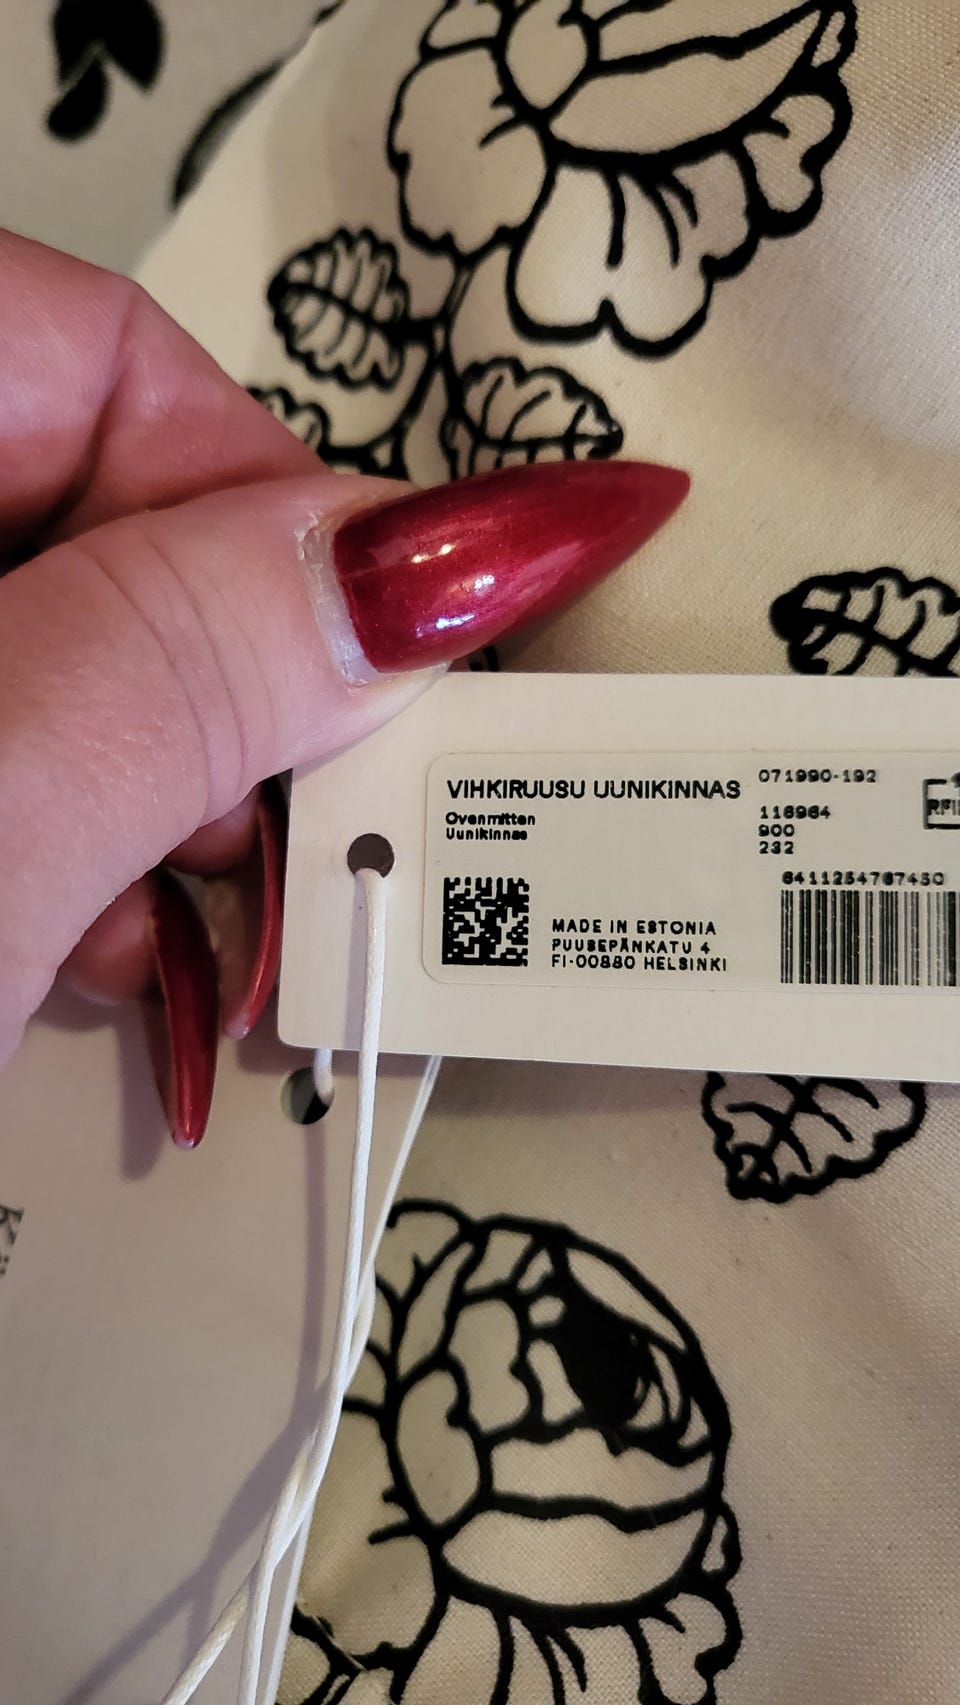 VIHKIRUUSU UUNIKINNAS
Ovenmitten
Uunikinnas
071990-192
116964
900
232
6411254767450
MADE IN ESTONIA
PUUSEPÄNKATU 4
FI-00880 HELSINKI